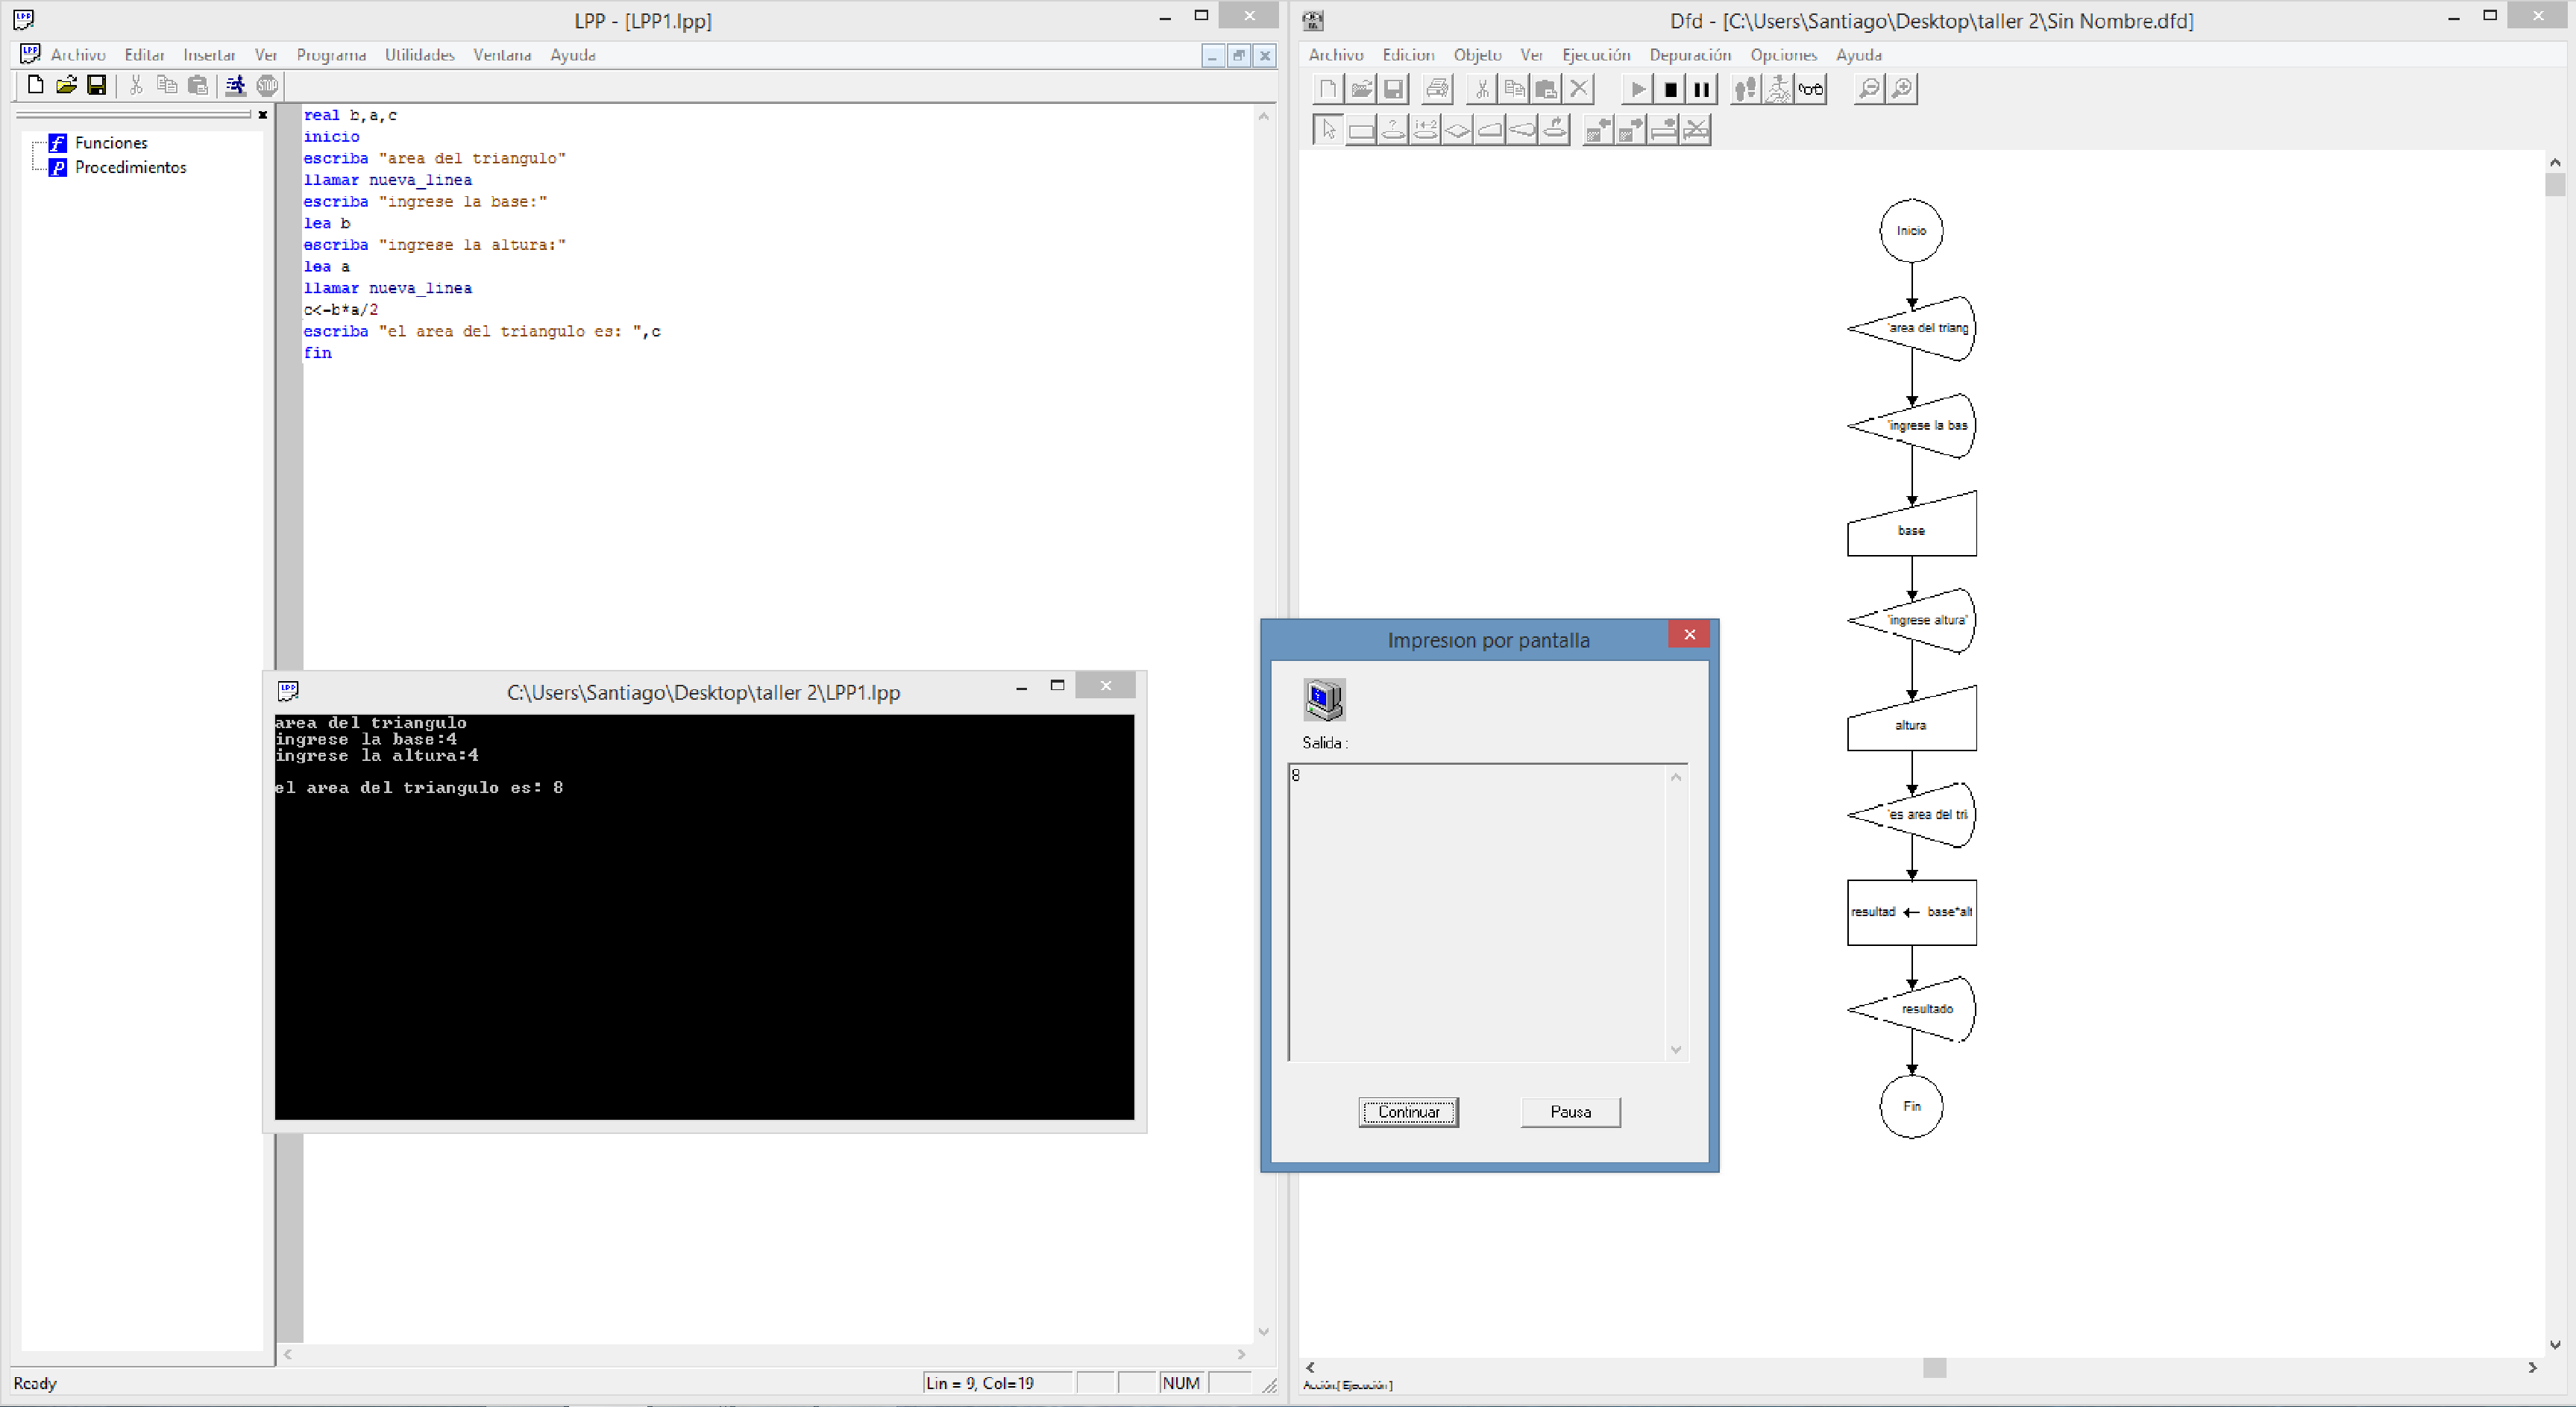 LPP - [LPP1.lpp]
Archivo Editar Insertar Ver Programa Utilidades Ventana Ayuda
STOP
Funciones
Procedimientos
real b,a,c
inicio
escriba "area del triangulo"
llamar nueva_linea
escriba "ingrese la base:"
lea b
escriba "ingrese la altura:"
lea a
llamar nueva_linea
c<-b*a/2
escriba "el area del triangulo es: ",c
fin
C:\Users\Santiago\Desktop\taller 2\LPP1.lpp
area del triangulo
ingrese la base:4
ingrese la altura:4
el area del triangulo es: 8
Ready
Lin = 9, Col=19
NUM
Dfd - [C:\Users\Santiago\Desktop\taller 2\Sin Nombre.dfd]
Archivo Edicion Objeto Ver Ejecución Depuración Opciones Ayuda
Inicio
'area del triang
'ingrese la bas
base
'ingrese altura'
altura
'es area del tri
resultad ← base*alt
resultado
Fin
Impresion por pantalla
Salida :
8
Continuar
Pausa
Acción:[ Ejecución ]